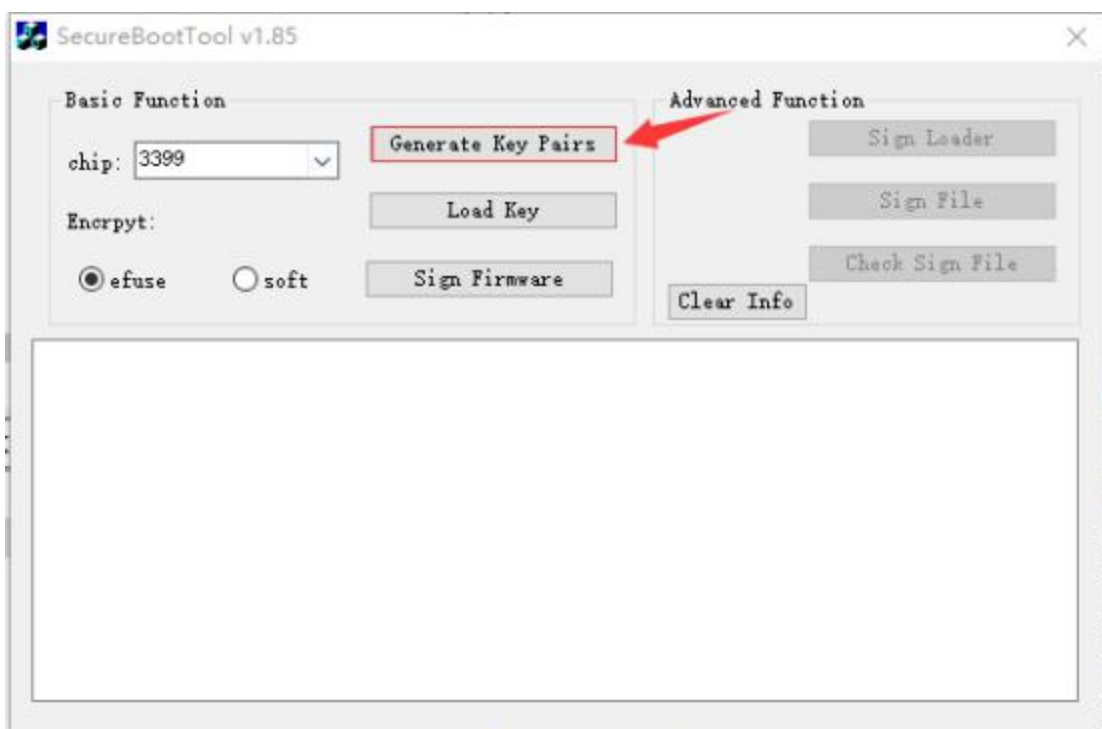 SecureBootTool v1.85
Basic Function
chip: 3399
Generate Key Pairs
Encrpyt:
Load Key
efuse soft
Sign Firmware
Advanced Function
Sign Loader
Sign File
Check Sign File
Clear Info